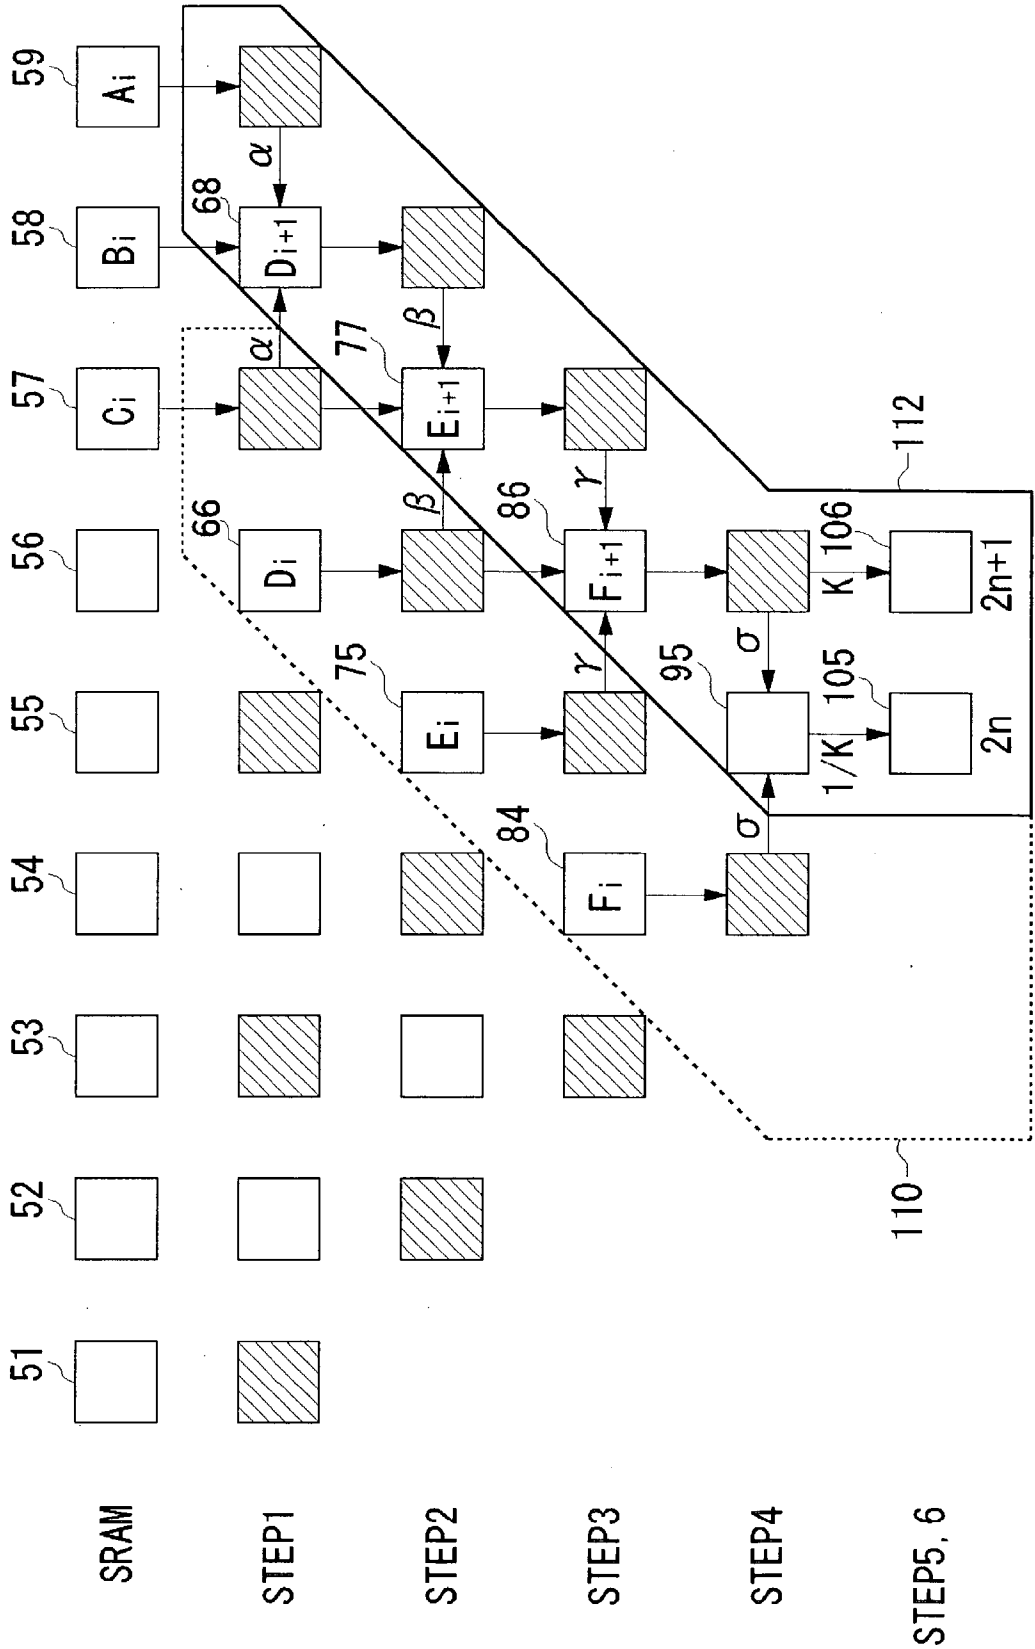 51 52 53 54 55 56 57 58 59
SRAM Ci Bi Ai
66 68
STEP1 Di α Di+1 α
75 77
STEP2 Ei β Ei+1 β
84 86
STEP3 Fi γ Fi+1 γ
95
STEP4 σ σ
1/K 105 K 106
STEP5, 6
2n 2n+1
110 112